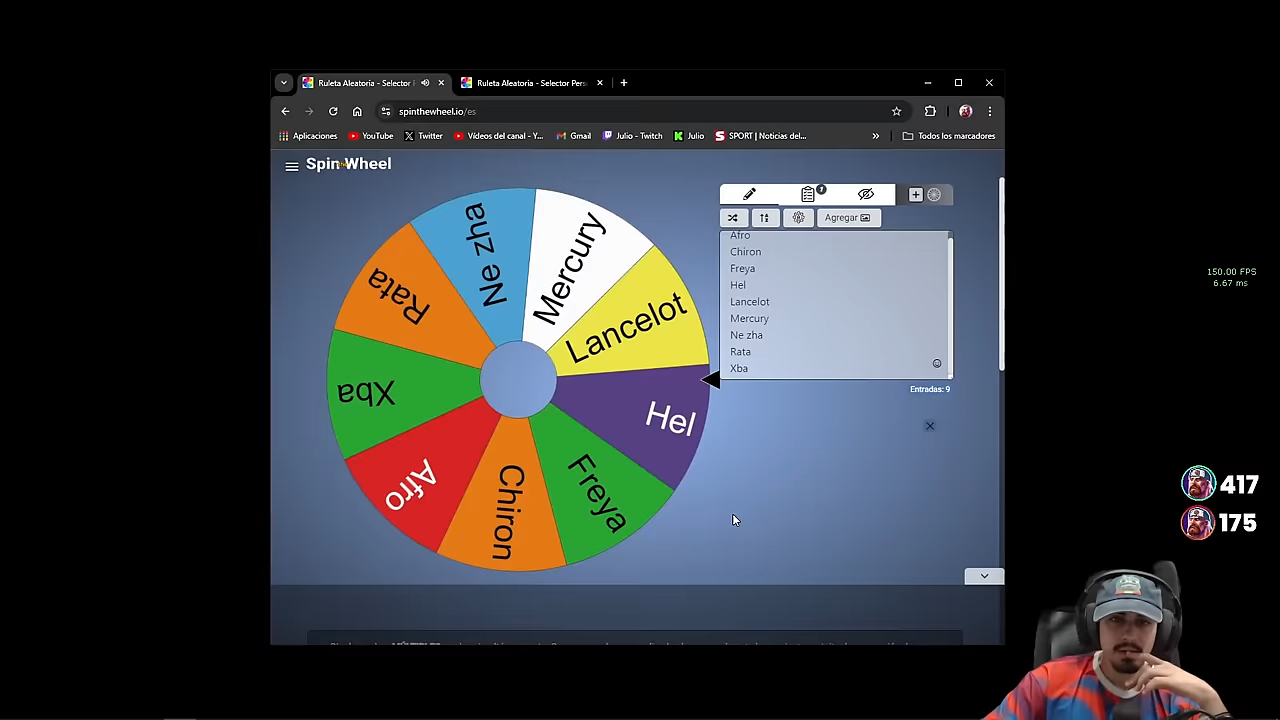 Ruleta Aleatoria - Selector
Ruleta Aleatoria - Selector Pers
spinthewheel.io/es
Aplicaciones
YouTube
Twitter
Vídeos del canal - Y...
Gmail
Julio - Twitch
Julio
SPORT | Noticias del...
»
Todos los marcadores
Spin Wheel
Agregar
Afro
Chiron
Freya
Hel
Lancelot
Mercury
Ne zha
Rata
Xba
Entradas: 9
Ne zha
Mercury
Lancelot
Hel
Freya
Chiron
Afro
Xba
Rata
150.00 FPS
6.67 ms
417
175